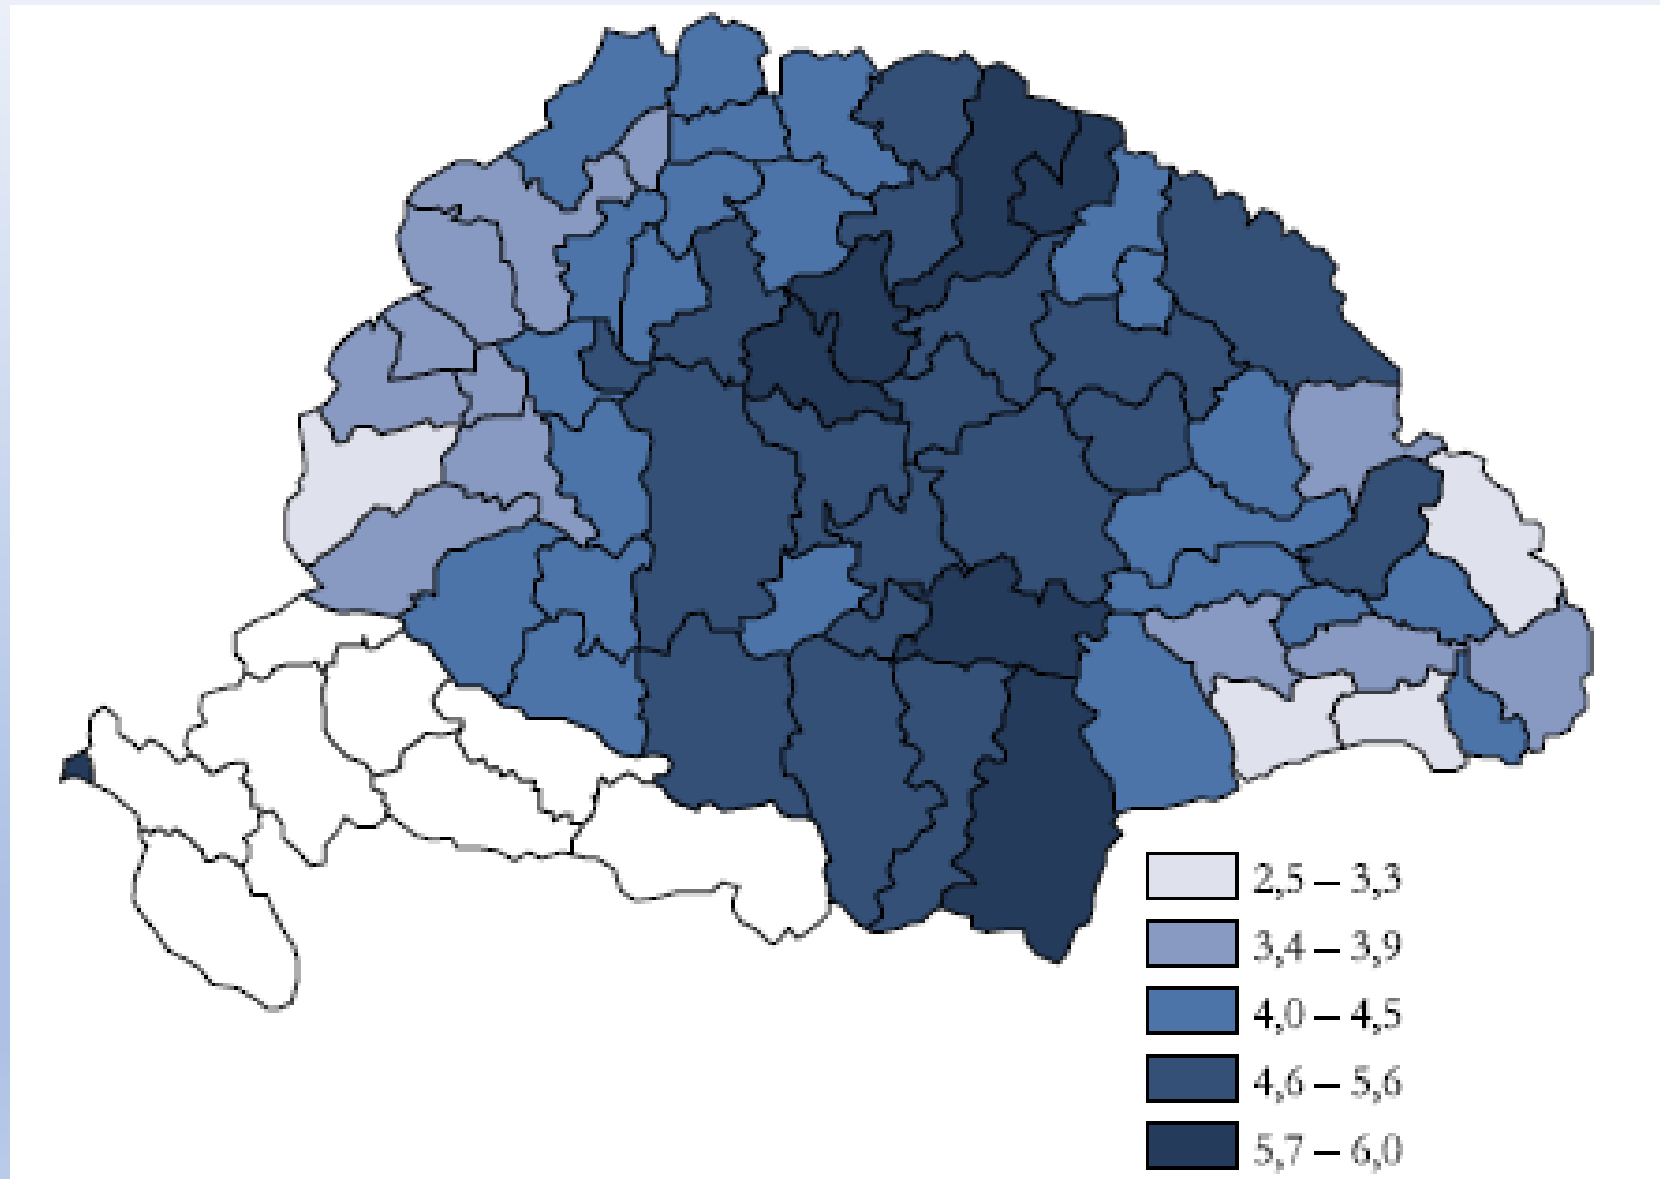 2,5 – 3,3
3,4 – 3,9
4,0 – 4,5
4,6 – 5,6
5,7 – 6,0